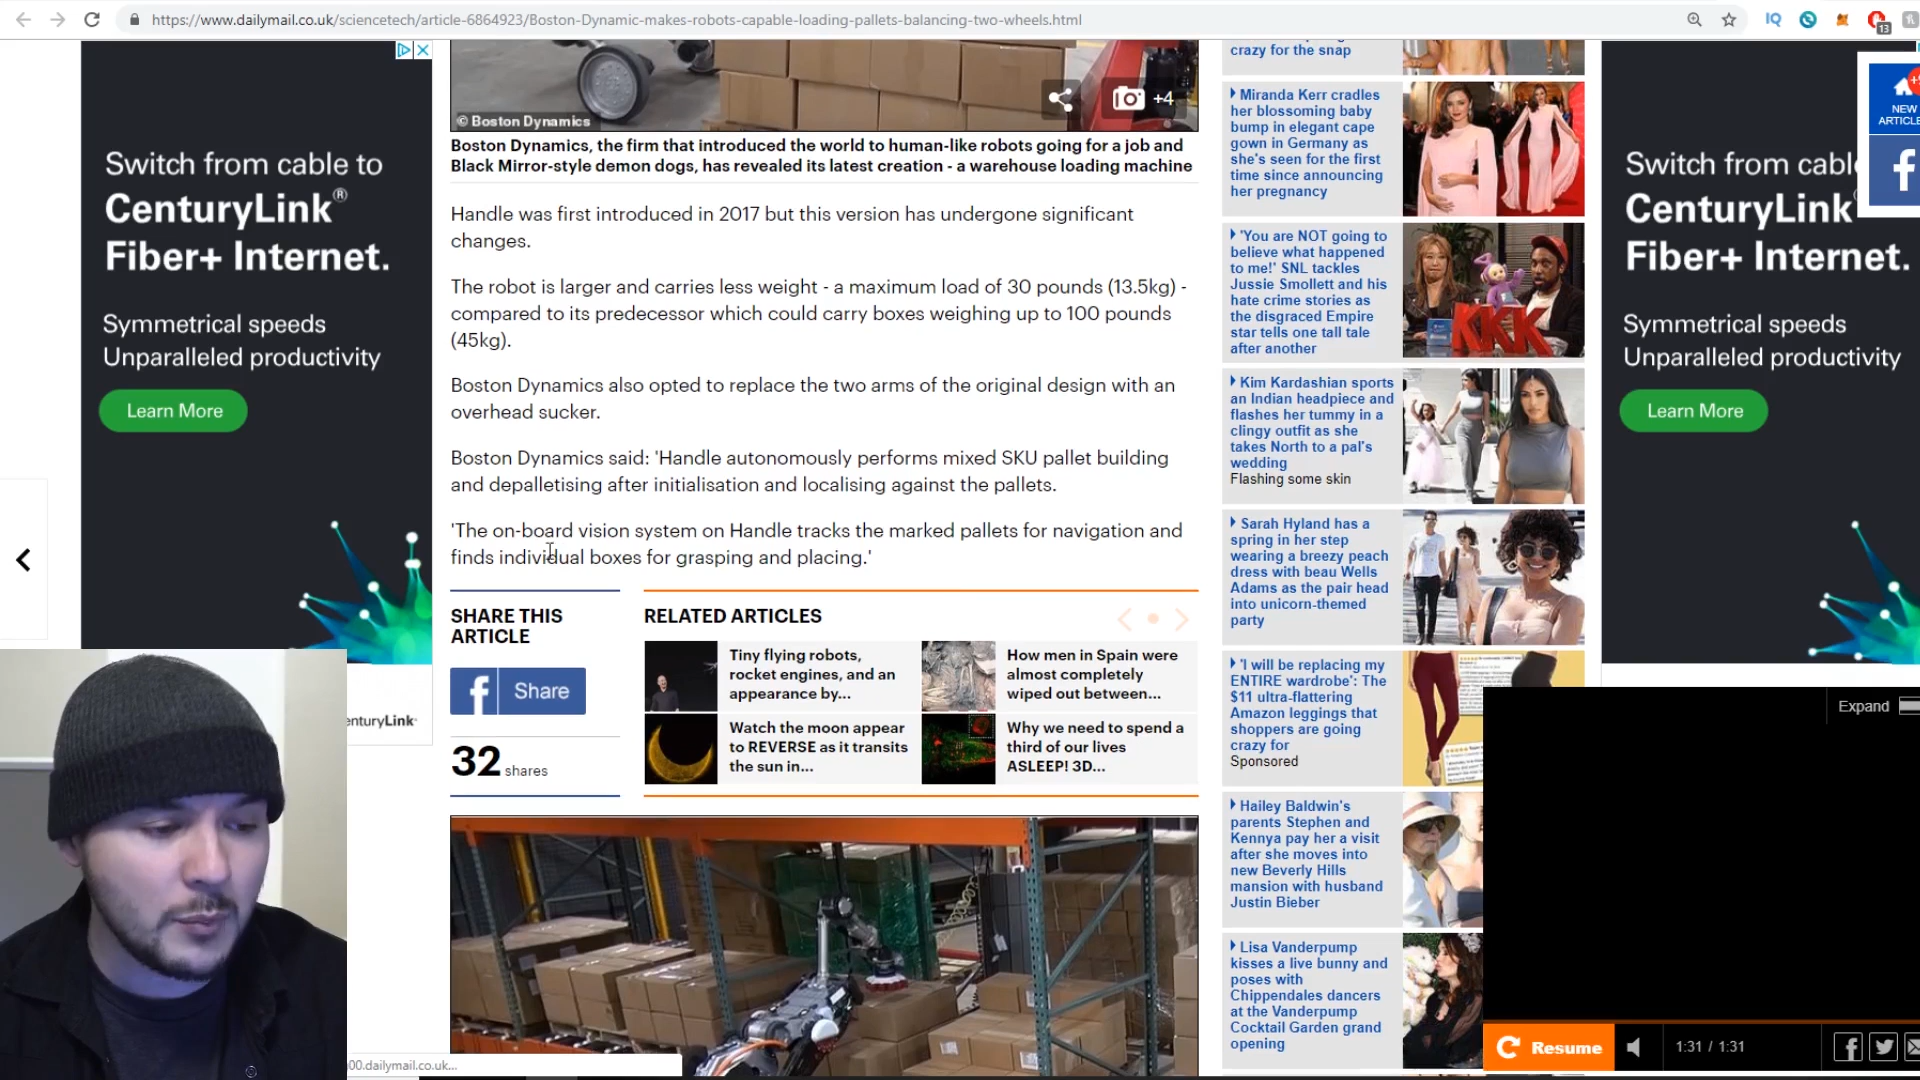 https://www.dailymail.co.uk/sciencetech/article-6864923/Boston-Dynamic-makes-robots-capable-loading-pallets-balancing-two-wheels.html
IQ
13
Switch from cable to
CenturyLink®
Fiber+ Internet.
Symmetrical speeds
Unparalleled productivity
Learn More
enturyLink
+4
© Boston Dynamics
Boston Dynamics, the firm that introduced the world to human-like robots going for a job and
Black Mirror-style demon dogs, has revealed its latest creation - a warehouse loading machine
Handle was first introduced in 2017 but this version has undergone significant
changes.
The robot is larger and carries less weight - a maximum load of 30 pounds (13.5kg) -
compared to its predecessor which could carry boxes weighing up to 100 pounds
(45kg).
Boston Dynamics also opted to replace the two arms of the original design with an
overhead sucker.
Boston Dynamics said: 'Handle autonomously performs mixed SKU pallet building
and depalletising after initialisation and localising against the pallets.
'The on-board vision system on Handle tracks the marked pallets for navigation and
finds individual boxes for grasping and placing.'
SHARE THIS
ARTICLE
Share
32 shares
RELATED ARTICLES
Tiny flying robots,
rocket engines, and an
appearance by...
How men in Spain were
almost completely
wiped out between...
Watch the moon appear
to REVERSE as it transits
the sun in...
Why we need to spend a
third of our lives
ASLEEP! 3D...
00.dailymail.co.uk...
crazy for the snap
Miranda Kerr cradles
her blossoming baby
bump in elegant cape
gown in Germany as
she's seen for the first
time since announcing
her pregnancy
'You are NOT going to
believe what happened
to me!' SNL tackles
Jussie Smollett and his
hate crime stories as
the disgraced Empire
star tells one tall tale
after another
KKK
Kim Kardashian sports
an Indian headpiece and
flashes her tummy in a
clingy outfit as she
takes North to a pal's
wedding
Flashing some skin
Sarah Hyland has a
spring in her step
wearing a breezy peach
dress with beau Wells
Adams as the pair head
into unicorn-themed
party
'I will be replacing my
ENTIRE wardrobe': The
$11 ultra-flattering
Amazon leggings that
shoppers are going
crazy for
Sponsored
Hailey Baldwin's
parents Stephen and
Kennya pay her a visit
after she moves into
new Beverly Hills
mansion with husband
Justin Bieber
Lisa Vanderpump
kisses a live bunny and
poses with
Chippendales dancers
at the Vanderpump
Cocktail Garden grand
opening
Switch from cabl
CenturyLink
Fiber+ Internet.
Symmetrical speeds
Unparalleled productivity
Learn More
NEW
ARTICLE
Expand
Resume
1:31 / 1:31